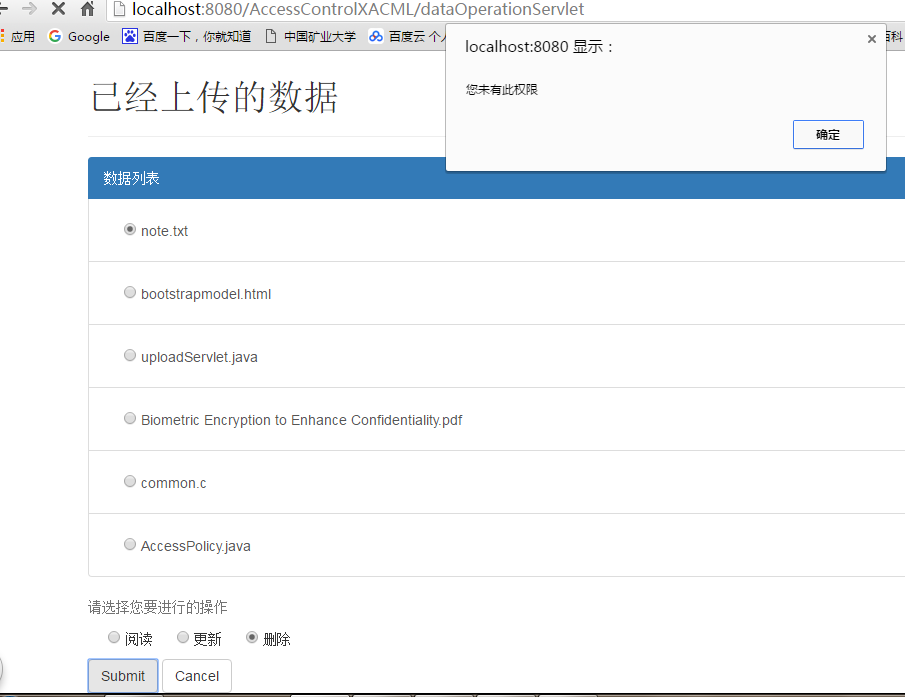 localhost:8080/AccessControlXACML/dataOperationServlet
应用 Google 百度一下，你就知道 中国矿业大学 百度云 个人 百科
localhost:8080 显示：
您未有此权限
确定
已经上传的数据
数据列表
note.txt
bootstrapmodel.html
uploadServlet.java
Biometric Encryption to Enhance Confidentiality.pdf
common.c
AccessPolicy.java
请选择您要进行的操作
阅读 更新 删除
Submit Cancel